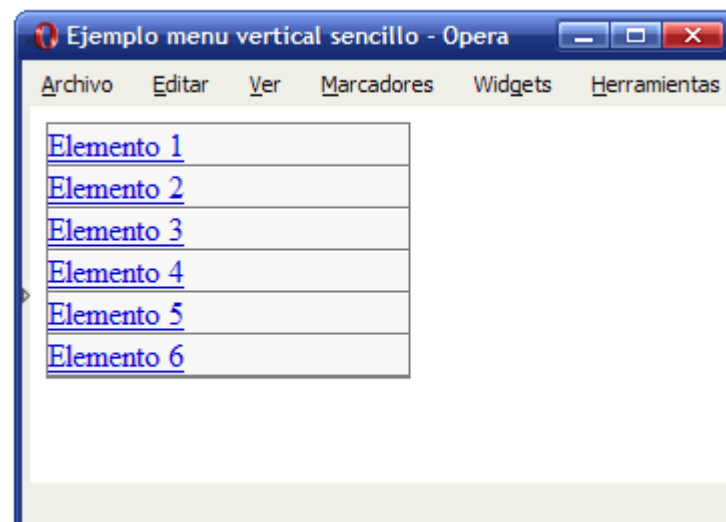 Ejemplo menu vertical sencillo - Opera
Archivo Editar Ver Marcadores Widgets Herramientas
Elemento 1
Elemento 2
Elemento 3
Elemento 4
Elemento 5
Elemento 6